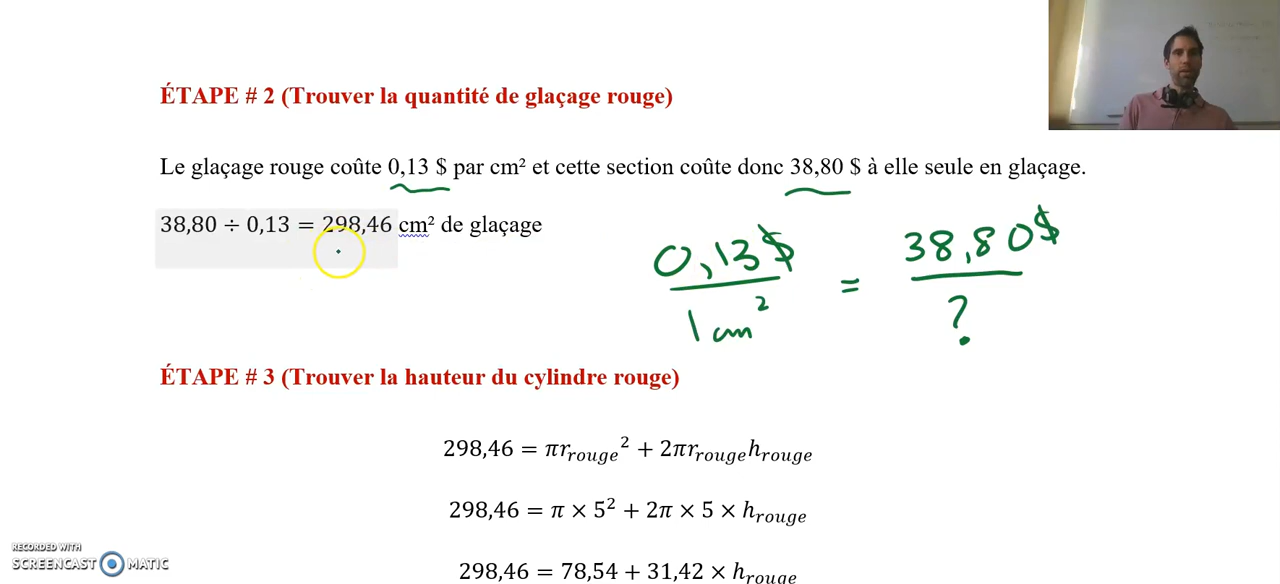 ÉTAPE # 2 (Trouver la quantité de glaçage rouge)
Le glaçage rouge coûte 0,13 $ par cm² et cette section coûte donc 38,80 $ à elle seule en glaçage.
38,80 ÷ 0,13 = 298,46 cm² de glaçage
0,13$ / 1 cm² = 38,80$ / ?
ÉTAPE # 3 (Trouver la hauteur du cylindre rouge)
298,46 = πr_rouge² + 2πr_rouge h_rouge
298,46 = π × 5² + 2π × 5 × h_rouge
298,46 = 78,54 + 31,42 × h_rouge
RECORDED WITH
SCREENCAST MATIC